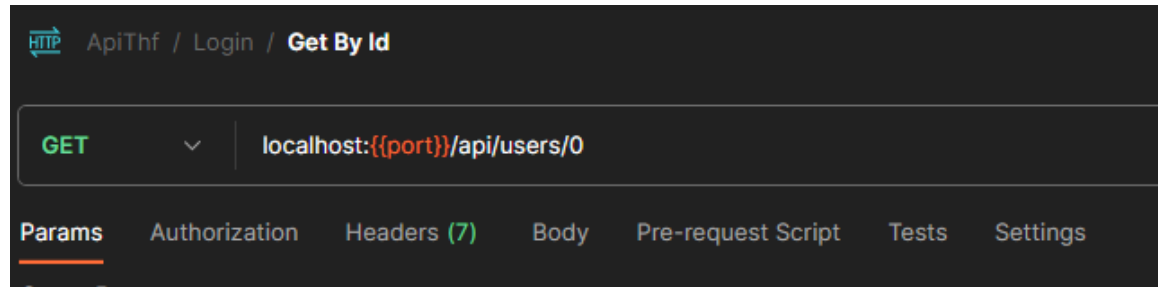 HTTP ApiThf / Login / Get By Id
GET localhost:{{port}}/api/users/0
Params Authorization Headers (7) Body Pre-request Script Tests Settings